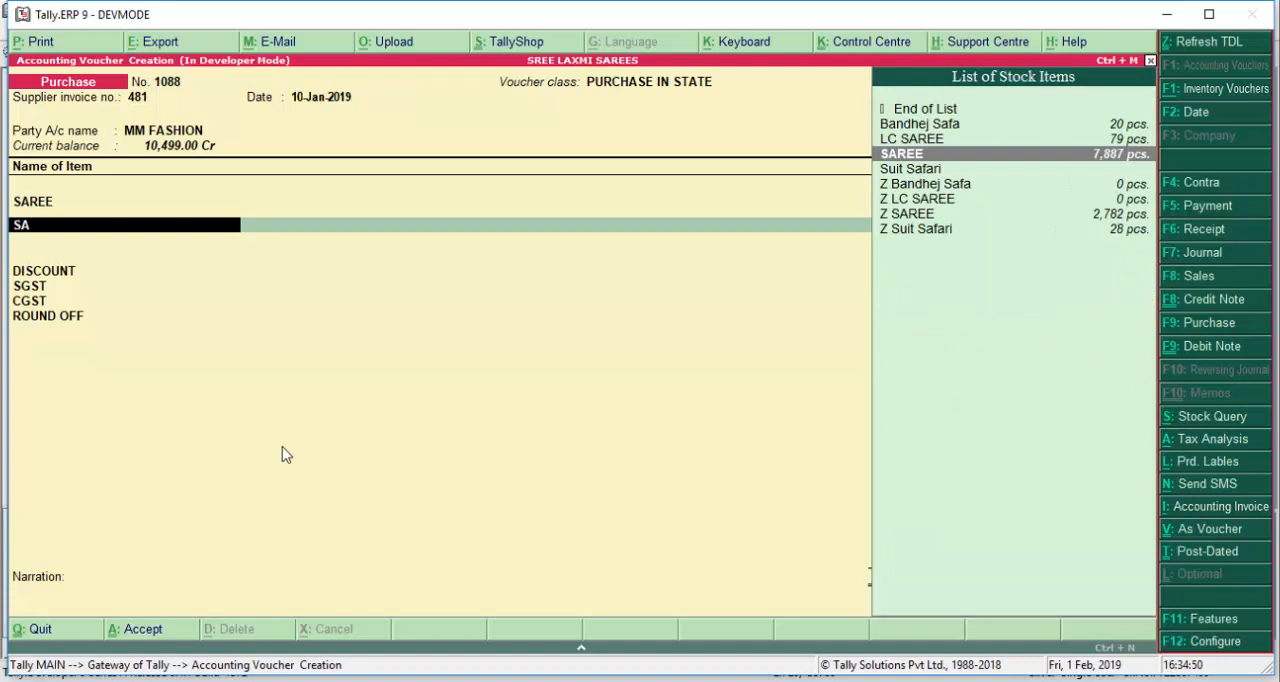 Tally.ERP 9 - DEVMODE
P: Print E: Export M: E-Mail O: Upload S: TallyShop G: Language K: Keyboard K: Control Centre H: Support Centre H: Help
Accounting Voucher Creation (In Developer Mode) SREE LAXMI SAREES Ctrl + M
Purchase No. 1088 Voucher class: PURCHASE IN STATE
Supplier invoice no.: 481 Date : 10-Jan-2019
Party A/c name : MM FASHION
Current balance : 10,499.00 Cr
Name of Item
SAREE
SA
DISCOUNT
SGST
CGST
ROUND OFF
Narration:
List of Stock Items
End of List
Bandhej Safa 20 pcs.
LC SAREE 79 pcs.
SAREE 7,887 pcs.
Suit Safari
Z Bandhej Safa 0 pcs.
Z LC SAREE 0 pcs.
Z SAREE 2,782 pcs.
Z Suit Safari 28 pcs.
Z: Refresh TDL
F1: Accounting Vouchers
F1: Inventory Vouchers
F2: Date
F3: Company
F4: Contra
F5: Payment
F6: Receipt
F7: Journal
F8: Sales
F8: Credit Note
F9: Purchase
F9: Debit Note
F10: Reversing Journal
F10: Memos
S: Stock Query
A: Tax Analysis
L: Prd. Lables
N: Send SMS
I: Accounting Invoice
V: As Voucher
T: Post-Dated
L: Optional
F11: Features
F12: Configure
Q: Quit A: Accept D: Delete X: Cancel
Ctrl + N
Tally MAIN --> Gateway of Tally --> Accounting Voucher Creation © Tally Solutions Pvt Ltd., 1988-2018 Fri, 1 Feb, 2019 16:34:50